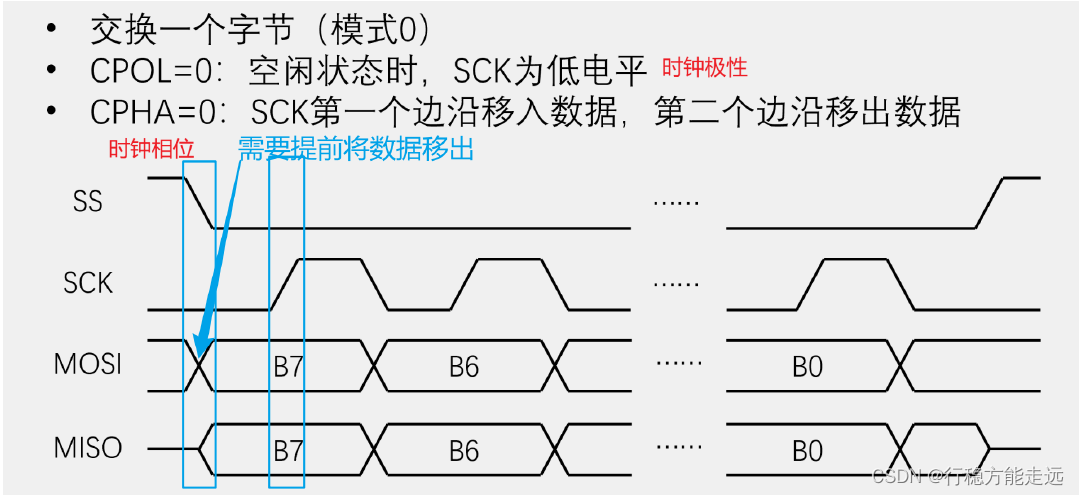 • 交换一个字节（模式0）
• CPOL=0：空闲状态时，SCK为低电平 时钟极性
• CPHA=0：SCK第一个边沿移入数据，第二个边沿移出数据
时钟相位 需要提前将数据移出
SS ……
SCK ……
MOSI B7 B6 …… B0
MISO B7 B6 …… B0
CSDN @行稳方能走远